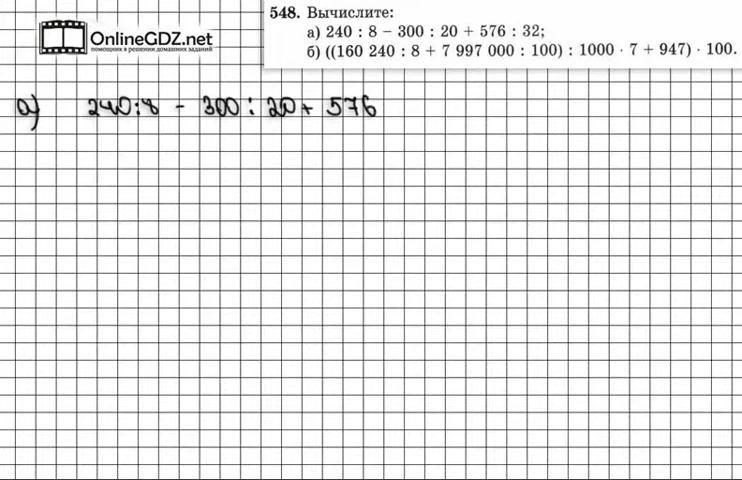 OnlineGDZ.net
помощник в решении домашних заданий
548. Вычислите:
а) 240 : 8 − 300 : 20 + 576 : 32;
б) ((160 240 : 8 + 7 997 000 : 100) : 1000 · 7 + 947) · 100.
а) 240:8 - 300 : 20 + 576